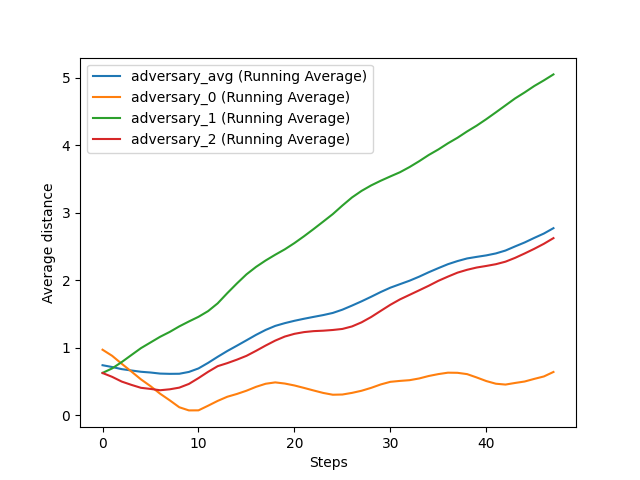 adversary_avg (Running Average)
adversary_0 (Running Average)
adversary_1 (Running Average)
adversary_2 (Running Average)
Average distance
5
4
3
2
1
0
0 10 20 30 40
Steps